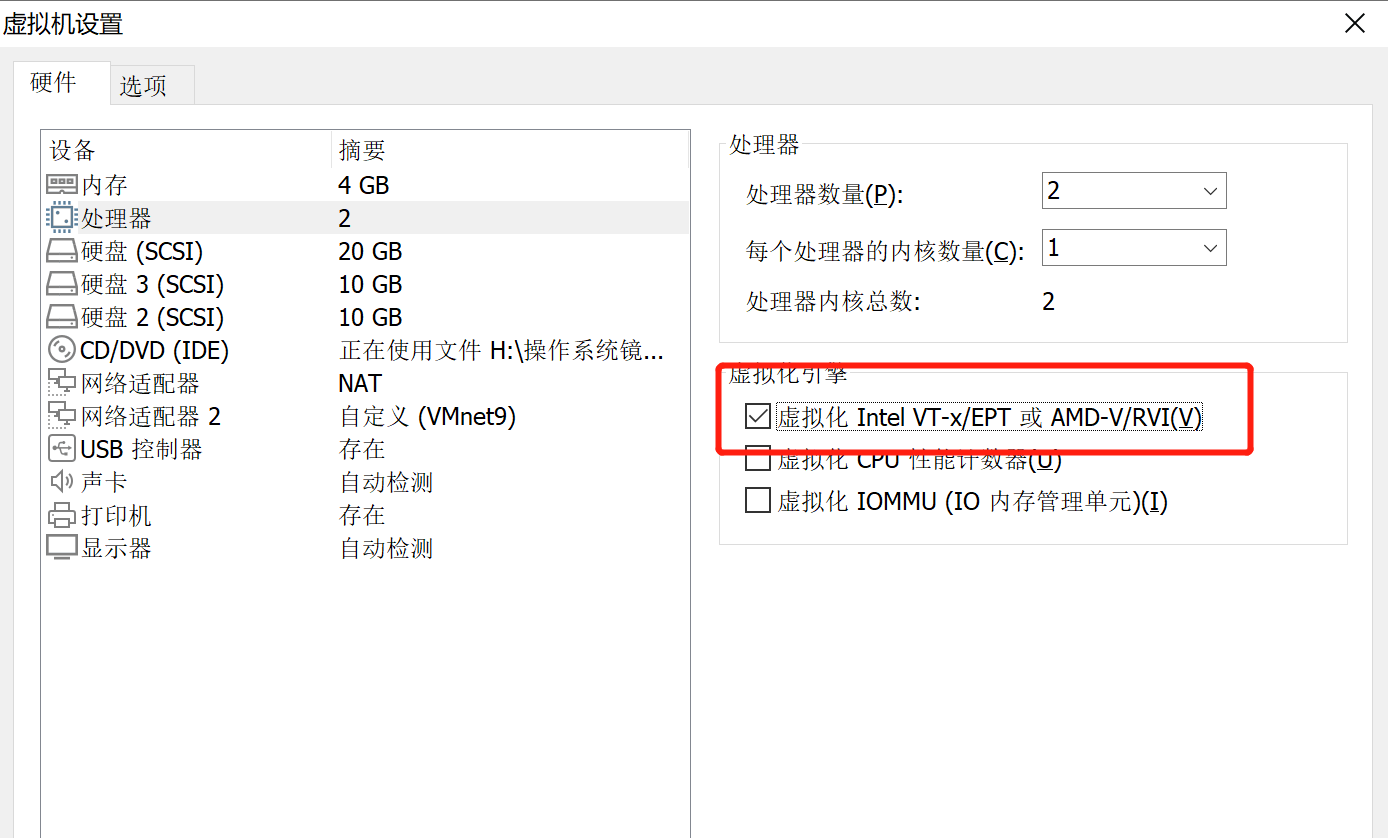 虚拟机设置
硬件
选项
设备 摘要
内存 4 GB
处理器 2
硬盘 (SCSI) 20 GB
硬盘 3 (SCSI) 10 GB
硬盘 2 (SCSI) 10 GB
CD/DVD (IDE) 正在使用文件 H:\操作系统镜...
网络适配器 NAT
网络适配器 2 自定义 (VMnet9)
USB 控制器 存在
声卡 自动检测
打印机 存在
显示器 自动检测
处理器
处理器数量(P): 2
每个处理器的内核数量(C): 1
处理器内核总数: 2
虚拟化引擎
虚拟化 Intel VT-x/EPT 或 AMD-V/RVI(V)
虚拟化 CPU 性能计数器(U)
虚拟化 IOMMU (IO 内存管理单元)(I)